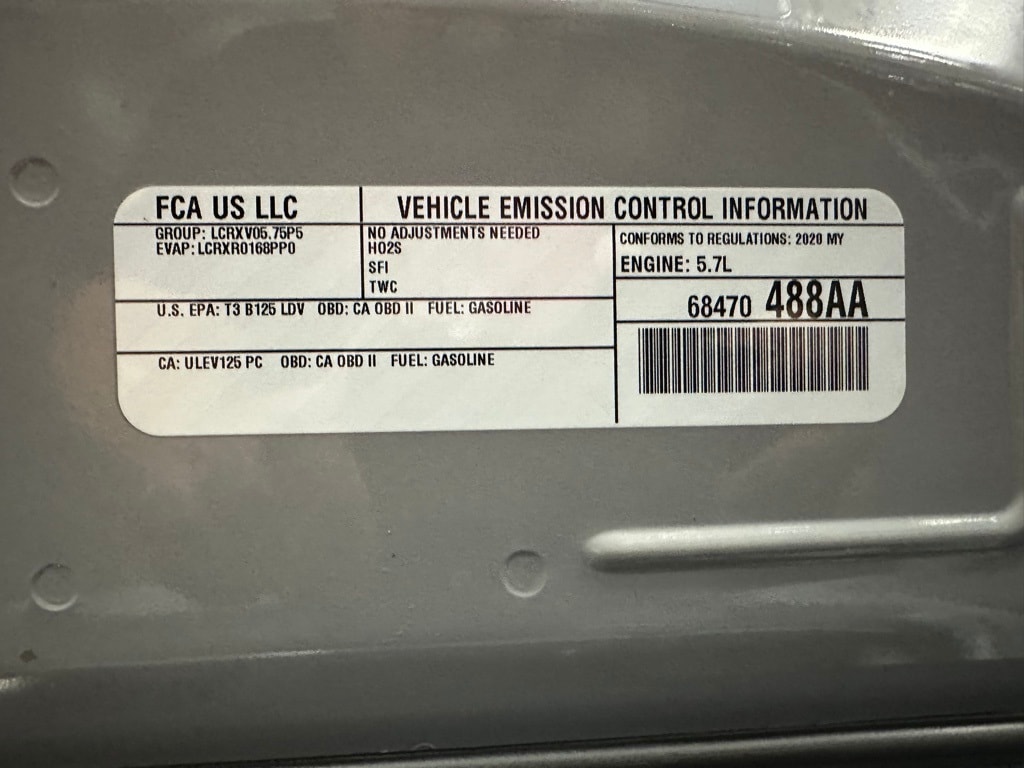 FCA US LLC
VEHICLE EMISSION CONTROL INFORMATION
GROUP: LCRXV05.75P5
EVAP: LCRXR0168PP0
NO ADJUSTMENTS NEEDED
HO2S
SFI
TWC
CONFORMS TO REGULATIONS: 2020 MY
ENGINE: 5.7L
68470 488AA
U.S. EPA: T3 B125 LDV OBD: CA OBD II FUEL: GASOLINE
CA: ULEV125 PC OBD: CA OBD II FUEL: GASOLINE